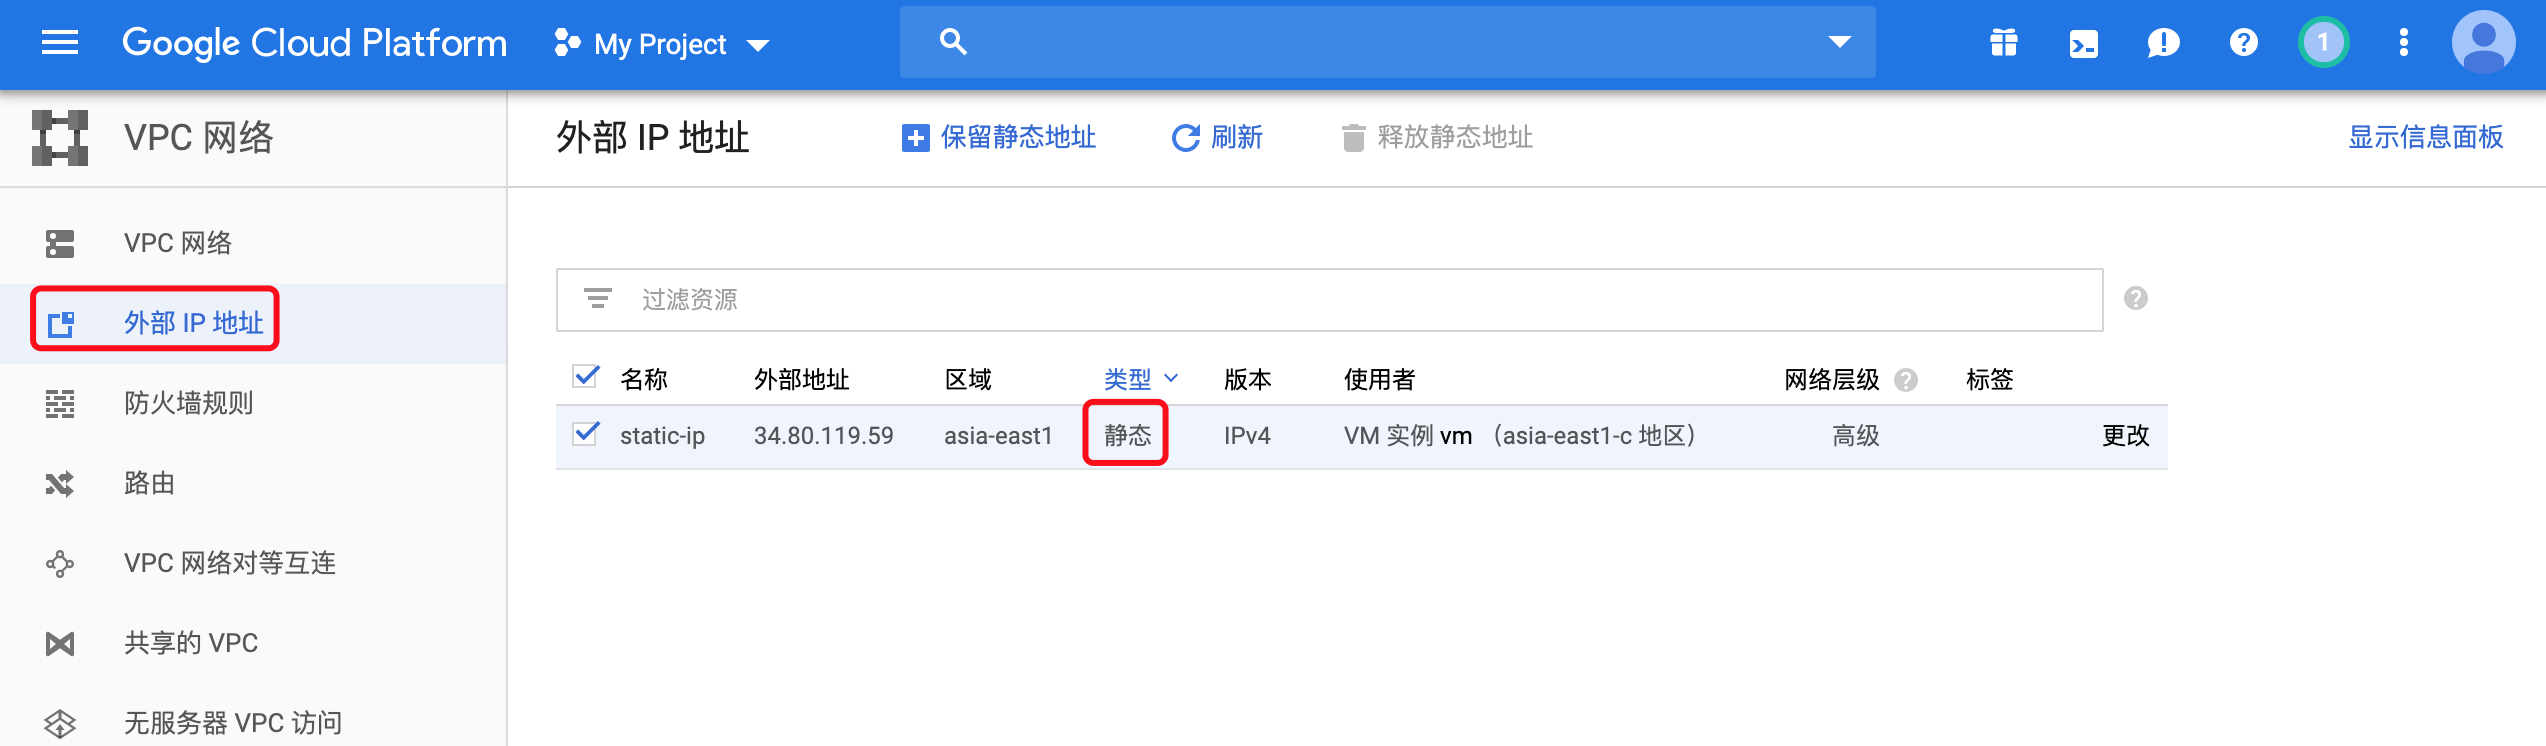 Google Cloud Platform My Project 1
VPC 网络
外部 IP 地址 保留静态地址 刷新 释放静态地址 显示信息面板
VPC 网络
外部 IP 地址
防火墙规则
路由
VPC 网络对等互连
共享的 VPC
无服务器 VPC 访问
过滤资源
名称 外部地址 区域 类型 版本 使用者 网络层级 标签
static-ip 34.80.119.59 asia-east1 静态 IPv4 VM 实例 vm （asia-east1-c 地区） 高级 更改